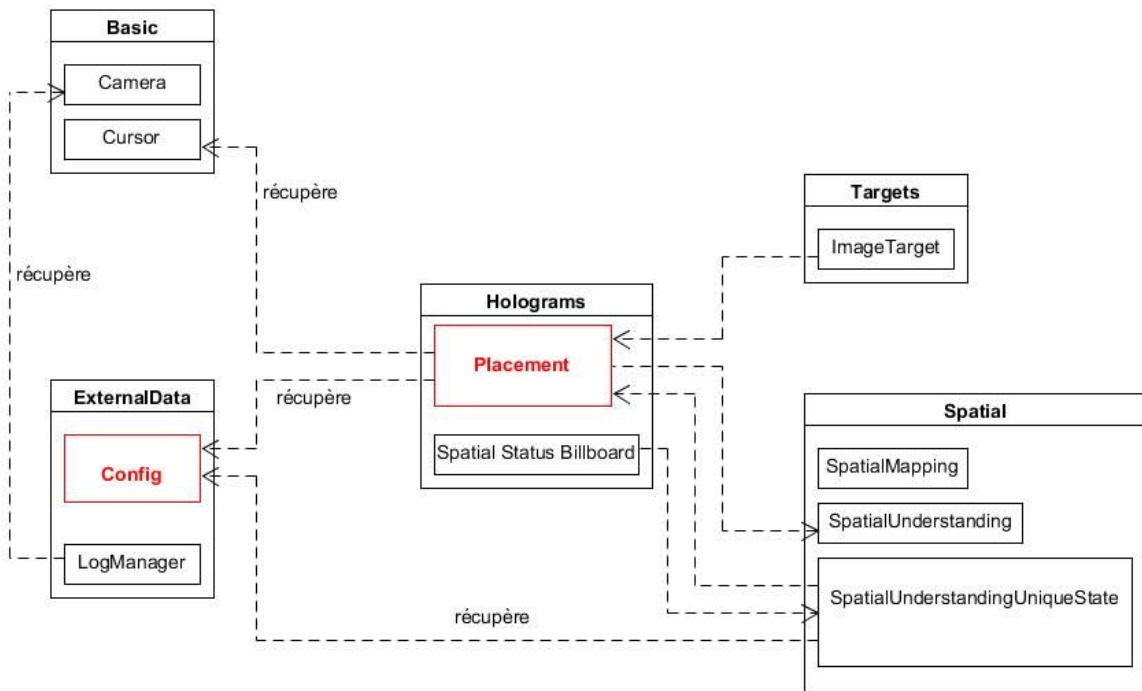 Basic
Camera
Cursor
récupère
récupère
Targets
ImageTarget
Holograms
Placement
Spatial Status Billboard
récupère
ExternalData
Config
LogManager
Spatial
SpatialMapping
SpatialUnderstanding
SpatialUnderstandingUniqueState
récupère